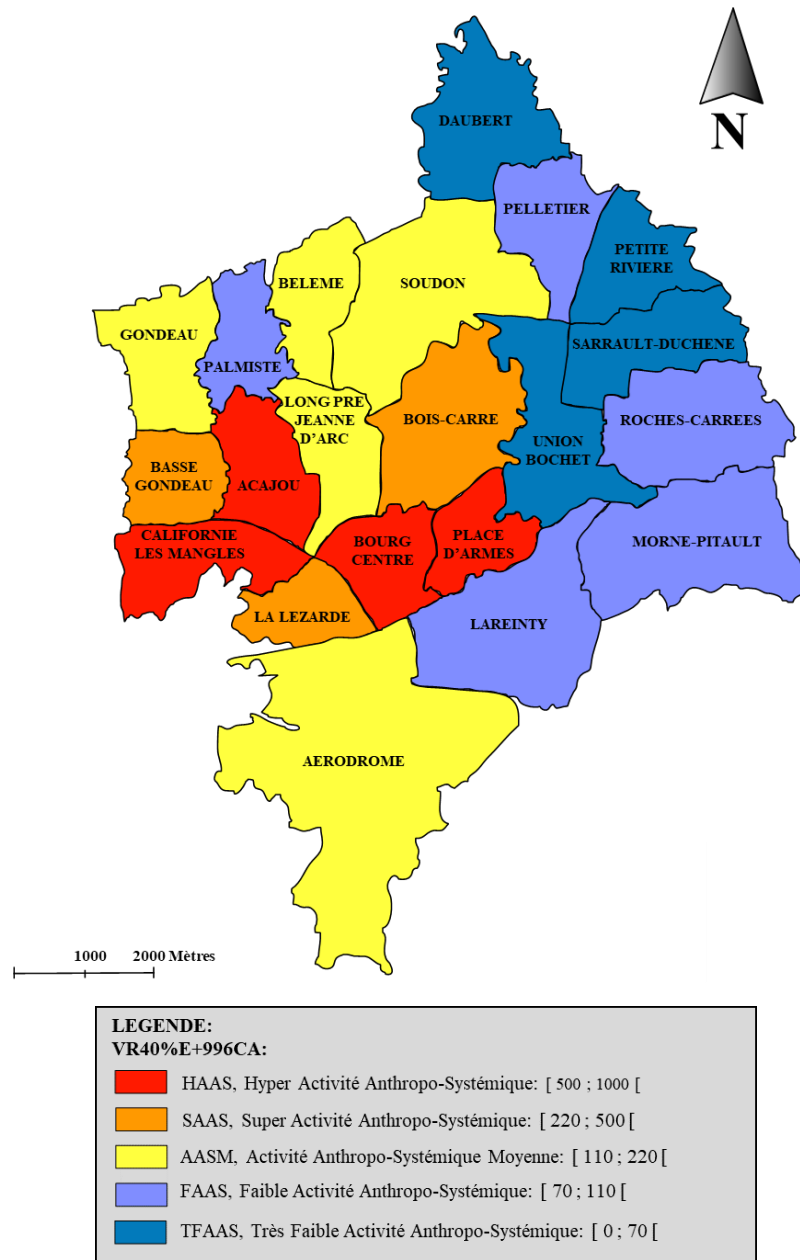 N
DAUBERT
PELLETIER
PETITE
RIVIERE
BELEME
SOUDON
GONDEAU
SARRAULT-DUCHENE
PALMISTE
LONG PRE
JEANNE
D'ARC
BOIS-CARRE
ROCHES-CARREES
UNION
BOCHET
BASSE
GONDEAU
ACAJOU
CALIFORNIE
LES MANGLES
BOURG
CENTRE
PLACE
D'ARMES
MORNE-PITAULT
LA LEZARDE
LAREINTY
AERODROME
1000 2000 Mètres
LEGENDE:
VR40%E+996CA:
HAAS, Hyper Activité Anthropo-Systémique: [ 500 ; 1000 [
SAAS, Super Activité Anthropo-Systémique: [ 220 ; 500 [
AASM, Activité Anthropo-Systémique Moyenne: [ 110 ; 220 [
FAAS, Faible Activité Anthropo-Systémique: [ 70 ; 110 [
TFAAS, Très Faible Activité Anthropo-Systémique: [ 0 ; 70 [